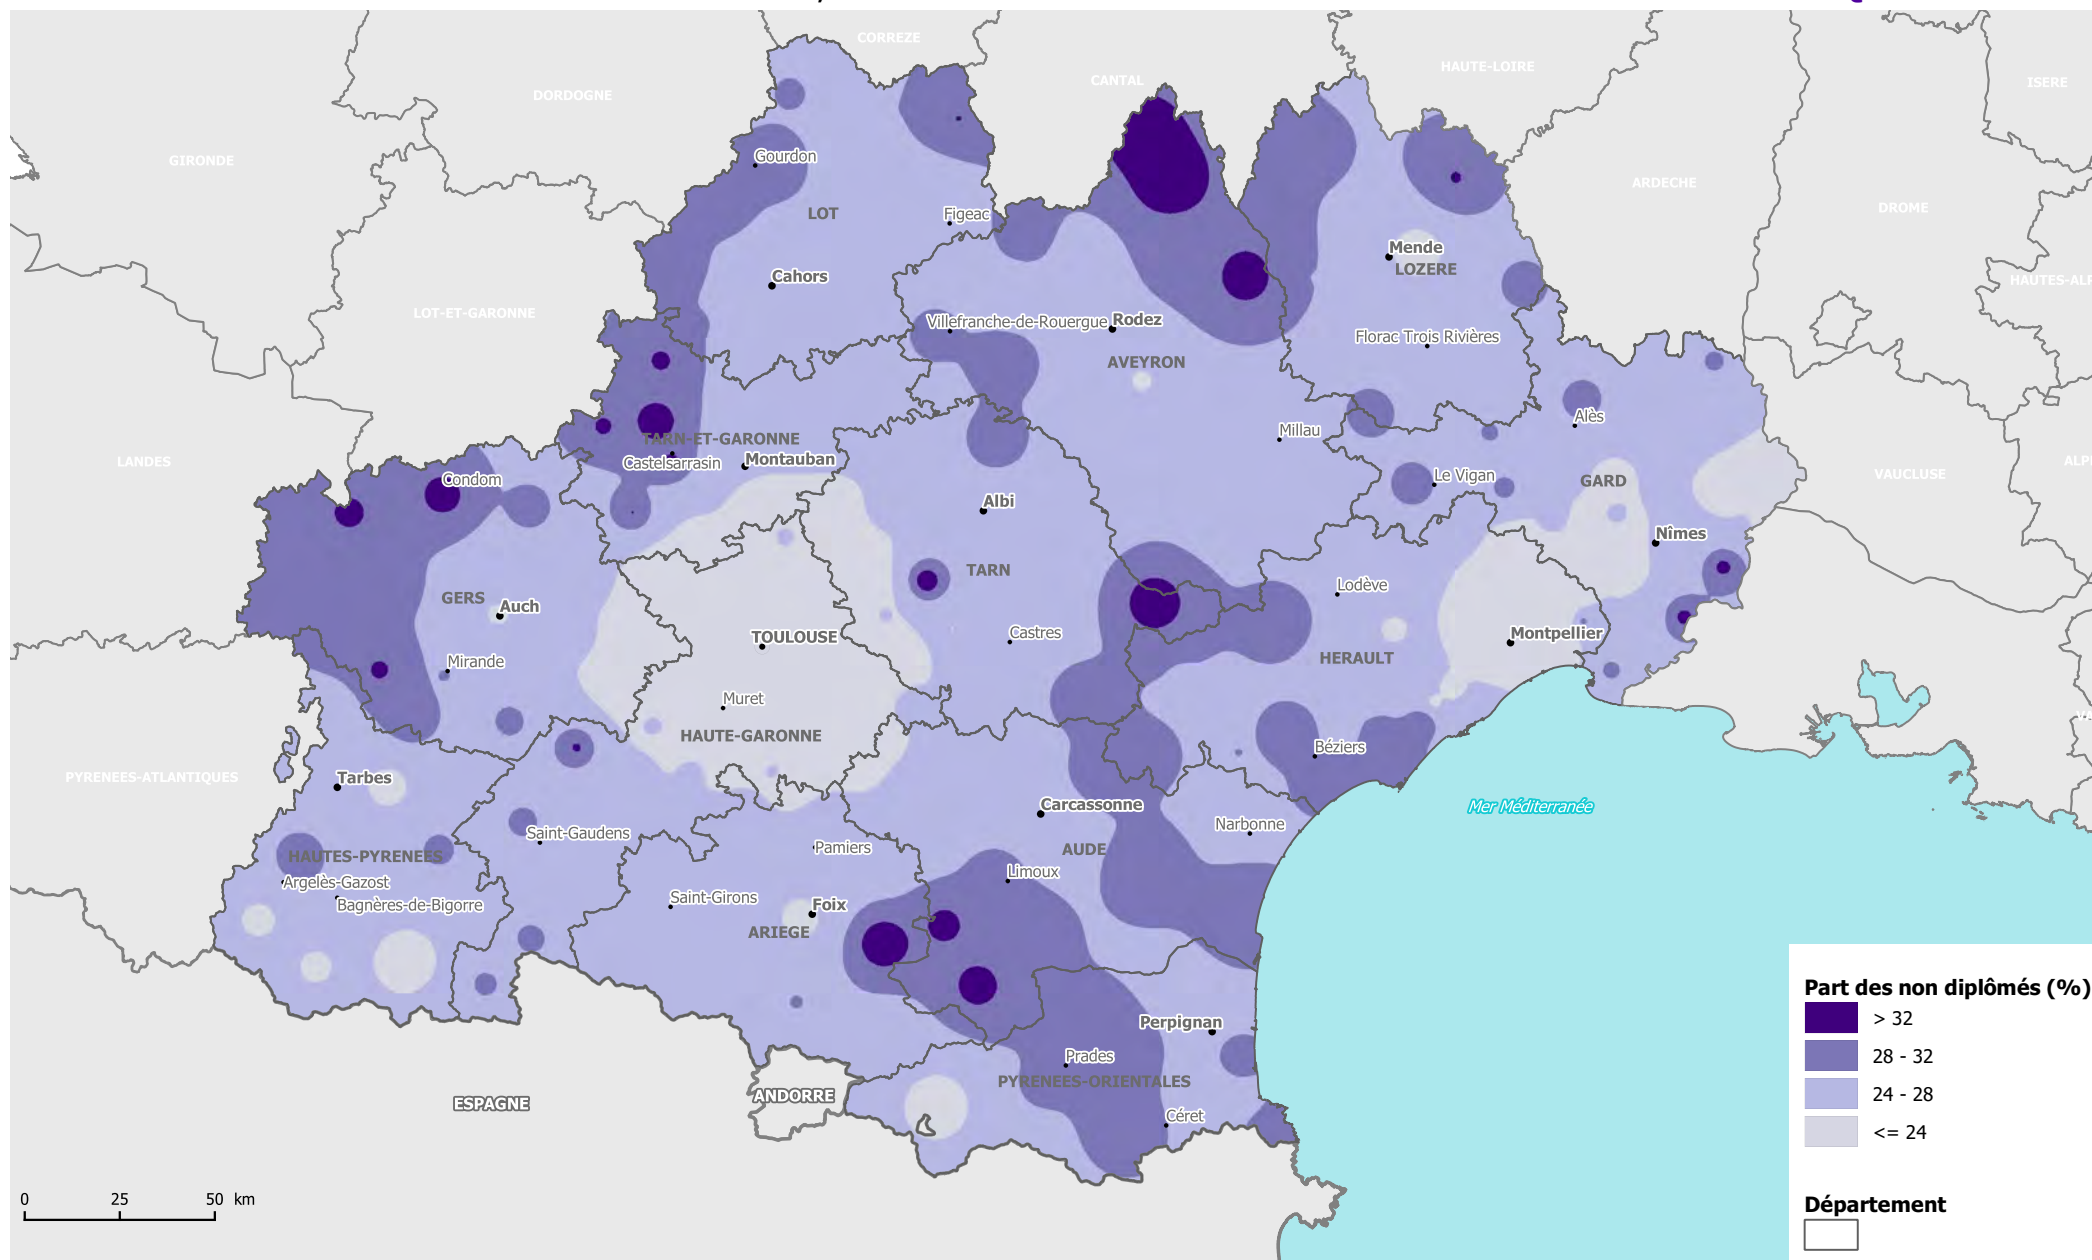 CORREZE
HAUTE-LOIRE
CANTAL
ISERE
DORDOGNE
GIRONDE
Gourdon
ARDECHE
DROME
LOT
Figeac
Mende
LOZERE
Cahors
HAUTES-ALP
LOT-ET-GARONNE
Villefranche-de-Rouergue
Rodez
Florac Trois Rivières
AVEYRON
Alès
Millau
TARN-ET-GARONNE
Castelsarrasin
Montauban
LANDES
ALP
VAUCLUSE
Condom
Le Vigan
GARD
Albi
Nîmes
TARN
Lodève
GERS
Auch
Castres
TOULOUSE
Montpellier
HERAULT
Mirande
Muret
HAUTE-GARONNE
Béziers
PYRENEES-ATLANTIQUES
Tarbes
Carcassonne
Mer Méditerranée
Narbonne
Saint-Gaudens
Pamiers
AUDE
HAUTES-PYRENEES
Argelès-Gazost
Limoux
Bagnères-de-Bigorre
Saint-Girons
Foix
ARIEGE
Perpignan
Prades
PYRENEES-ORIENTALES
ANDORRE
ESPAGNE
Céret
Part des non diplômés (%)
> 32
28 - 32
24 - 28
<= 24
Département
0 25 50 km